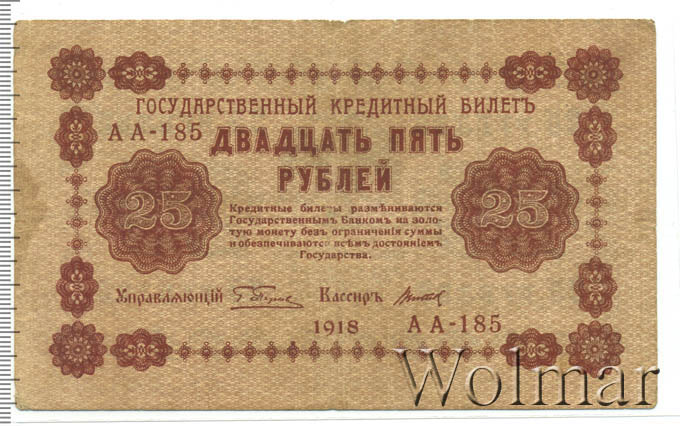 ГОСУДАРСТВЕННЫЙ КРЕДИТНЫЙ БИЛЕТЪ
АА-185
ДВАДЦАТЬ ПЯТЬ
РУБЛЕЙ
25
25
Кредитные билеты размѣниваются
Государственнымъ Банкомъ на золо-
тую монету безъ ограниченія суммы
и обезпечиваются всѣмъ достояніемъ
Государства.
Управляющій Кассиръ
1918 АА-185
Wolmar